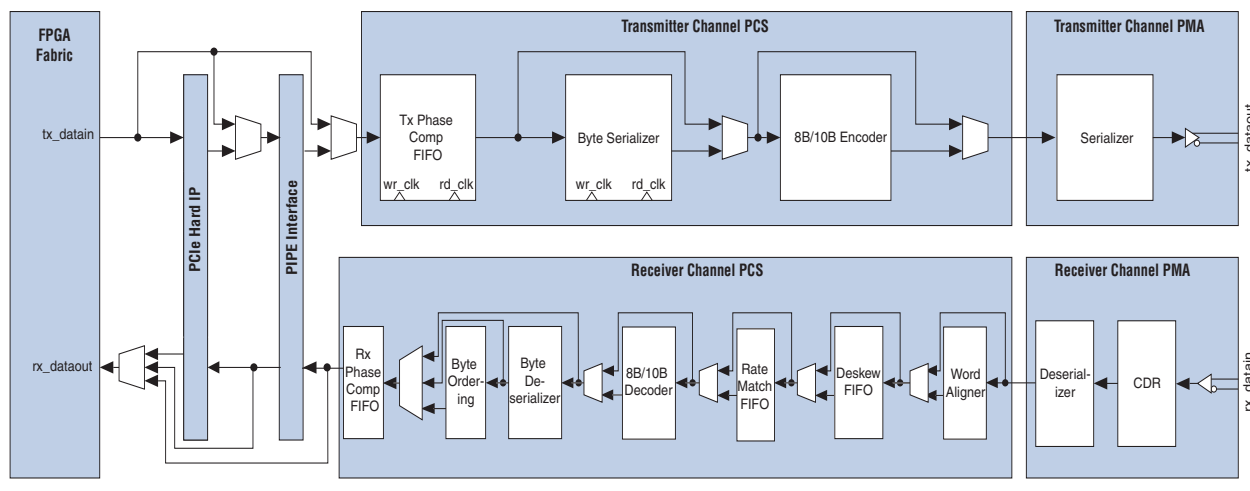 FPGA
Fabric
Transmitter Channel PCS
Transmitter Channel PMA
tx_datain
PCIe Hard IP
PIPE Interface
Tx Phase
Comp
FIFO
wr_clk
rd_clk
Byte Serializer
wr_clk
rd_clk
8B/10B Encoder
Serializer
tx_dataout
Receiver Channel PCS
Receiver Channel PMA
rx_dataout
Rx
Phase
Comp
FIFO
Byte
Order-
ing
Byte
De-
serializer
8B/10B
Decoder
Rate
Match
FIFO
Deskew
FIFO
Word
Aligner
Deserial-
izer
CDR
rx_datain